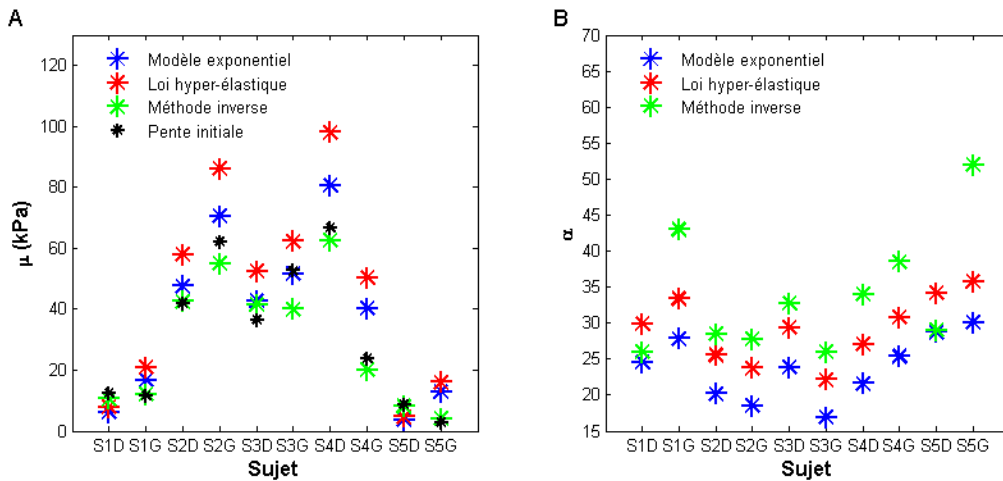 A
120
100
80
60
40
20
0
μ (kPa)
Modèle exponentiel
Loi hyper-élastique
Méthode inverse
Pente initiale
S1D S1G S2D S2G S3D S3G S4D S4G S5D S5G
Sujet
B
70
65
60
55
50
45
40
35
30
25
20
15
α
Modèle exponentiel
Loi hyper-élastique
Méthode inverse
S1D S1G S2D S2G S3D S3G S4D S4G S5D S5G
Sujet